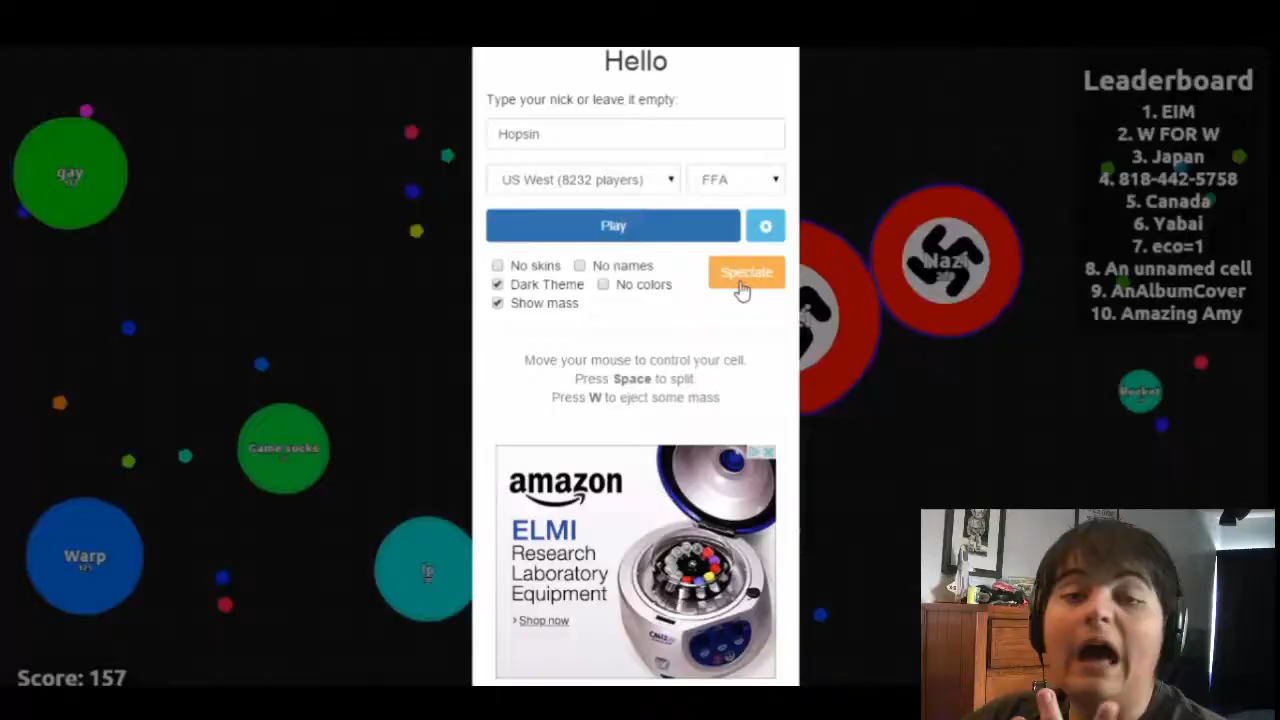 Hello
Type your nick or leave it empty:
Hopsin
US West (8232 players)
FFA
Play
No skins
No names
Spectate
Dark Theme
No colors
Show mass
Move your mouse to control your cell.
Press Space to split
Press W to eject some mass
amazon
ELMI
Research
Laboratory
Equipment
› Shop now
gay
Game sucks
Warp
Score: 157
Nazi
Leaderboard
1. EIM
2. W FOR W
3. Japan
4. 818-442-5758
5. Canada
6. Yabai
7. eco=1
8. An unnamed cell
9. AnAlbumCover
10. Amazing Amy